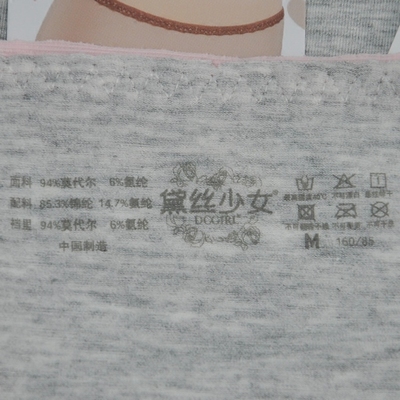 面料 94%莫代尔 6%氨纶
配料 85.3%锦纶 14.7%氨纶
裆里 94%莫代尔 6%氨纶
中国制造
黛丝少女
DCGIRL
M 160/85